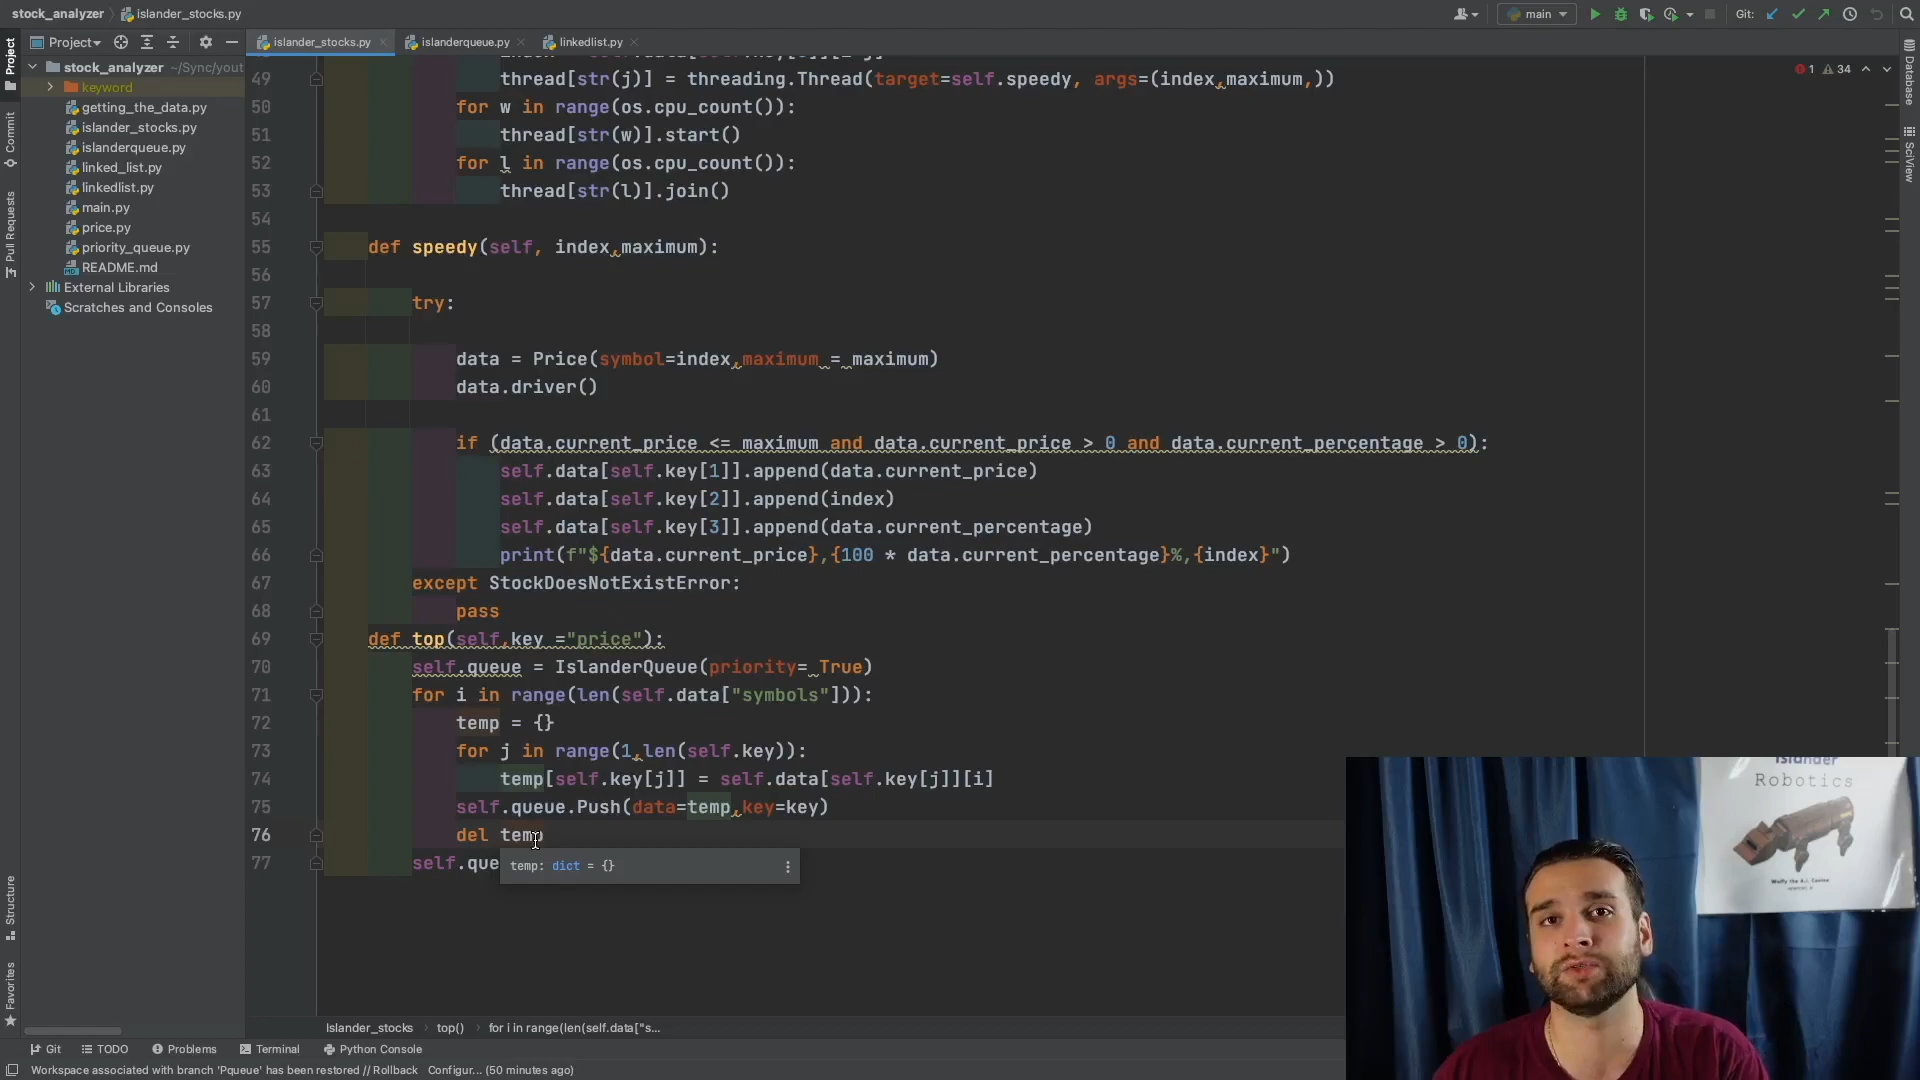 stock_analyzer
islander_stocks.py
main
Git:
Project
islander_stocks.py
islanderqueue.py
linkedlist.py
Project
Commit
Pull Requests
Structure
Favorites
Database
SciView
stock_analyzer ~/Sync/yout
keyword
getting_the_data.py
islander_stocks.py
islanderqueue.py
linked_list.py
linkedlist.py
main.py
price.py
priority_queue.py
README.md
External Libraries
Scratches and Consoles
1 34
49 thread[str(j)] = threading.Thread(target=self.speedy, args=(index,maximum,))
50 for w in range(os.cpu_count()):
51 thread[str(w)].start()
52 for l in range(os.cpu_count()):
53 thread[str(l)].join()
54
55 def speedy(self, index,maximum):
56
57 try:
58
59 data = Price(symbol=index,maximum = maximum)
60 data.driver()
61
62 if (data.current_price <= maximum and data.current_price > 0 and data.current_percentage > 0):
63 self.data[self.key[1]].append(data.current_price)
64 self.data[self.key[2]].append(index)
65 self.data[self.key[3]].append(data.current_percentage)
66 print(f"${data.current_price},{100 * data.current_percentage}%,{index}")
67 except StockDoesNotExistError:
68 pass
69 def top(self,key ="price"):
70 self.queue = IslanderQueue(priority= True)
71 for i in range(len(self.data["symbols"])):
72 temp = {}
73 for j in range(1,len(self.key)):
74 temp[self.key[j]] = self.data[self.key[j]][i]
75 self.queue.Push(data=temp,key=key)
76 del temp
77 self.que
temp: dict = {}
Islander
Robotics
Islander_stocks
top()
for i in range(len(self.data["s...
Git
TODO
Problems
Terminal
Python Console
Workspace associated with branch 'Pqueue' has been restored // Rollback Configur... (50 minutes ago)